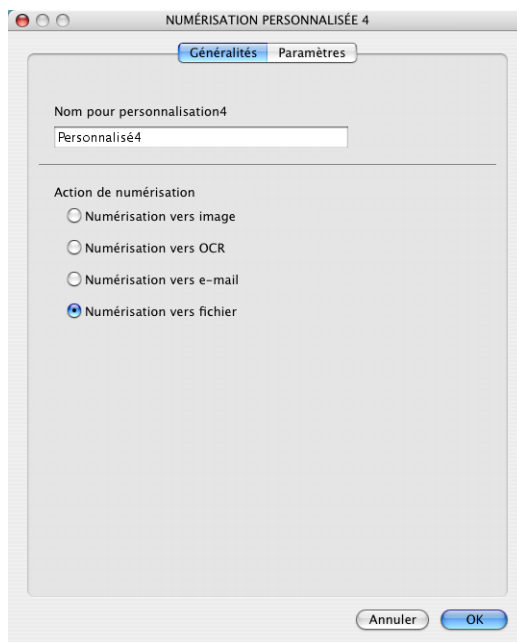 NUMÉRISATION PERSONNALISÉE 4
Généralités Paramètres
Nom pour personnalisation4
Personnalisé4
Action de numérisation
Numérisation vers image
Numérisation vers OCR
Numérisation vers e-mail
Numérisation vers fichier
Annuler OK